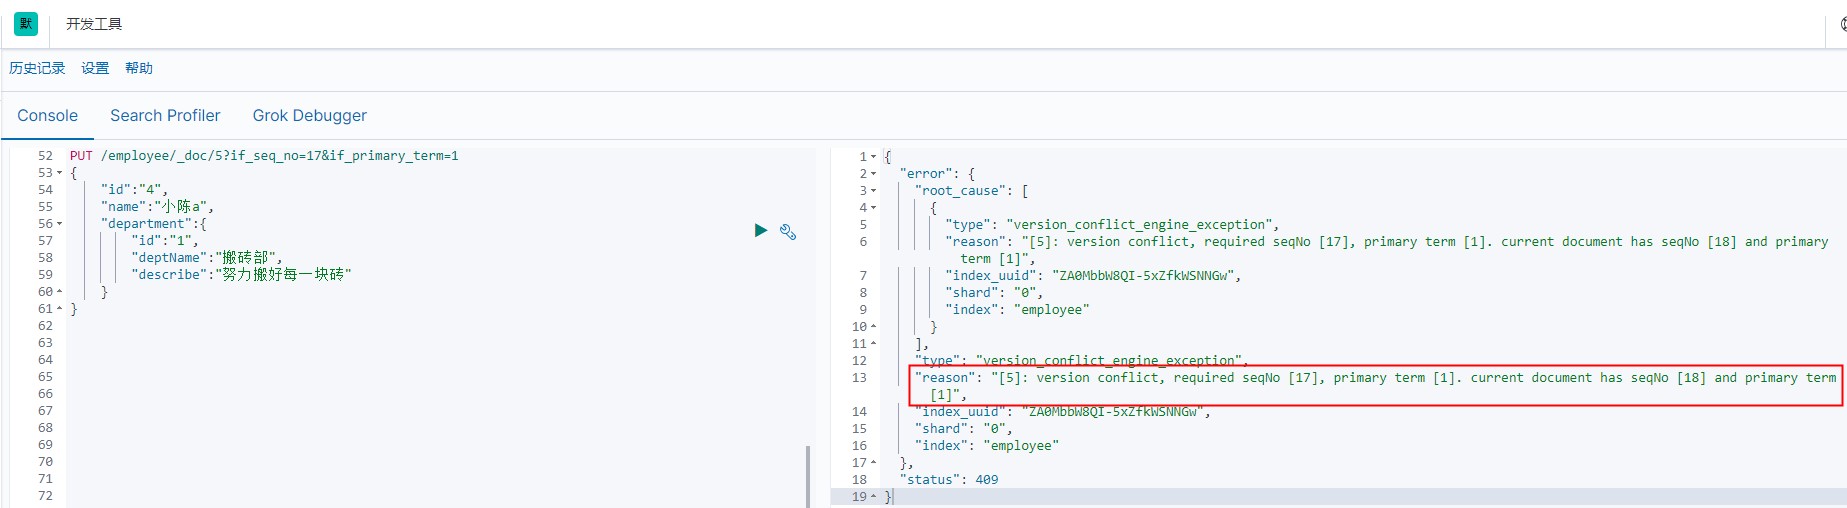 默 开发工具
历史记录 设置 帮助
Console Search Profiler Grok Debugger
52 PUT /employee/_doc/5?if_seq_no=17&if_primary_term=1
53 {
54 "id":"4",
55 "name":"小陈a",
56 "department":{
57 "id":"1",
58 "deptName":"搬砖部",
59 "describe":"努力搬好每一块砖"
60 }
61 }
62
63
64
65
66
67
68
69
70
71
72
1 {
2 "error": {
3 "root_cause": [
4 {
5 "type": "version_conflict_engine_exception",
6 "reason": "[5]: version conflict, required seqNo [17], primary term [1]. current document has seqNo [18] and primary
term [1]",
7 "index_uuid": "ZA0MbbW8QI-5xZfkWSNNGw",
8 "shard": "0",
9 "index": "employee"
10 }
11 ],
12 "type": "version_conflict_engine_exception",
13 "reason": "[5]: version conflict, required seqNo [17], primary term [1]. current document has seqNo [18] and primary term
[1]",
14 "index_uuid": "ZA0MbbW8QI-5xZfkWSNNGw",
15 "shard": "0",
16 "index": "employee"
17 },
18 "status": 409
19 }